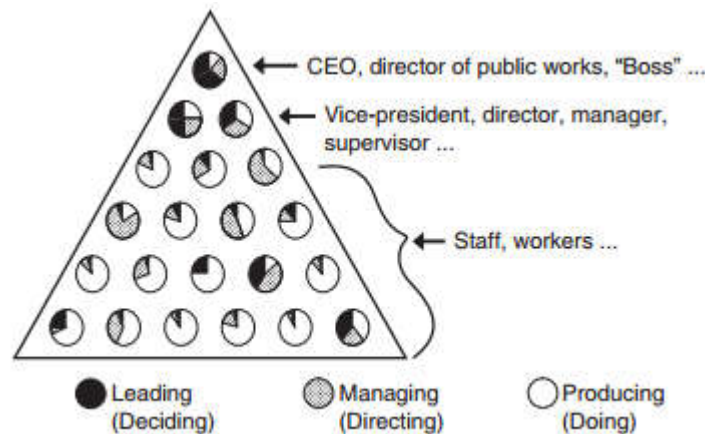 CEO, director of public works, “Boss” ...
Vice-president, director, manager,
supervisor ...
Staff, workers ...
Leading
(Deciding)
Managing
(Directing)
Producing
(Doing)